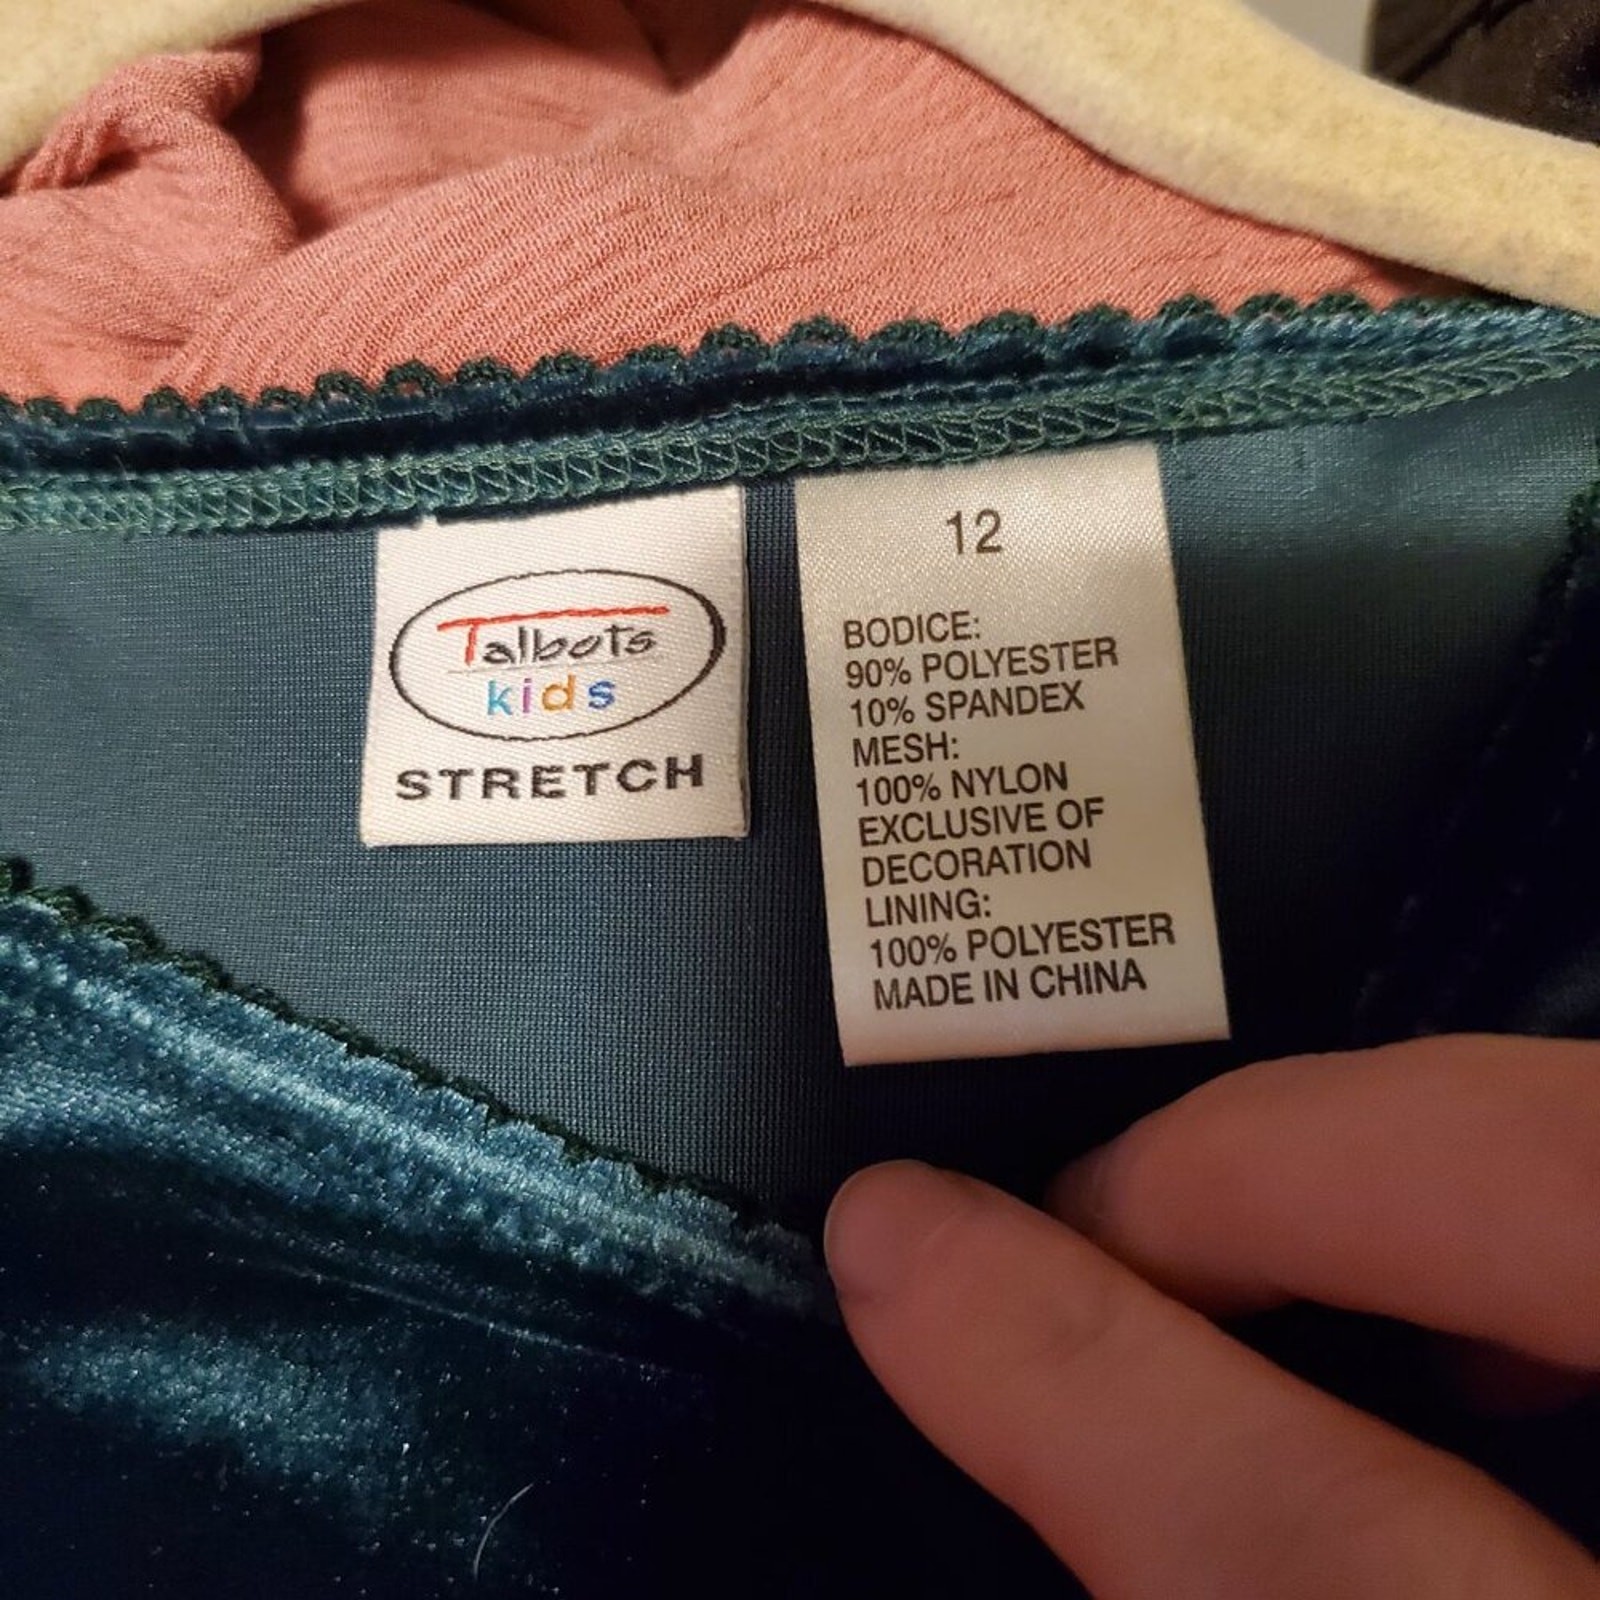 Talbots
kids
STRETCH
12
BODICE:
90% POLYESTER
10% SPANDEX
MESH:
100% NYLON
EXCLUSIVE OF
DECORATION
LINING:
100% POLYESTER
MADE IN CHINA